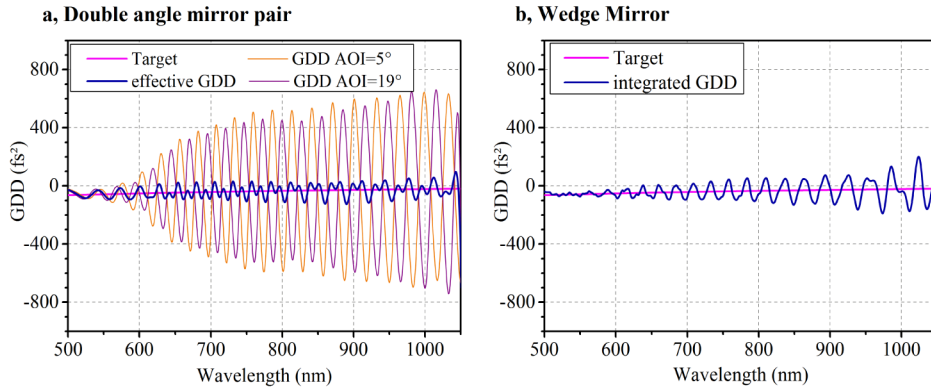 a, Double angle mirror pair
Target
GDD AOI=5°
effective GDD
GDD AOI=19°
800
400
0
-400
-800
GDD (fs²)
500 600 700 800 900 1000
Wavelength (nm)
b, Wedge Mirror
Target
integrated GDD
800
400
0
-400
-800
GDD (fs²)
500 600 700 800 900 1000
Wavelength (nm)